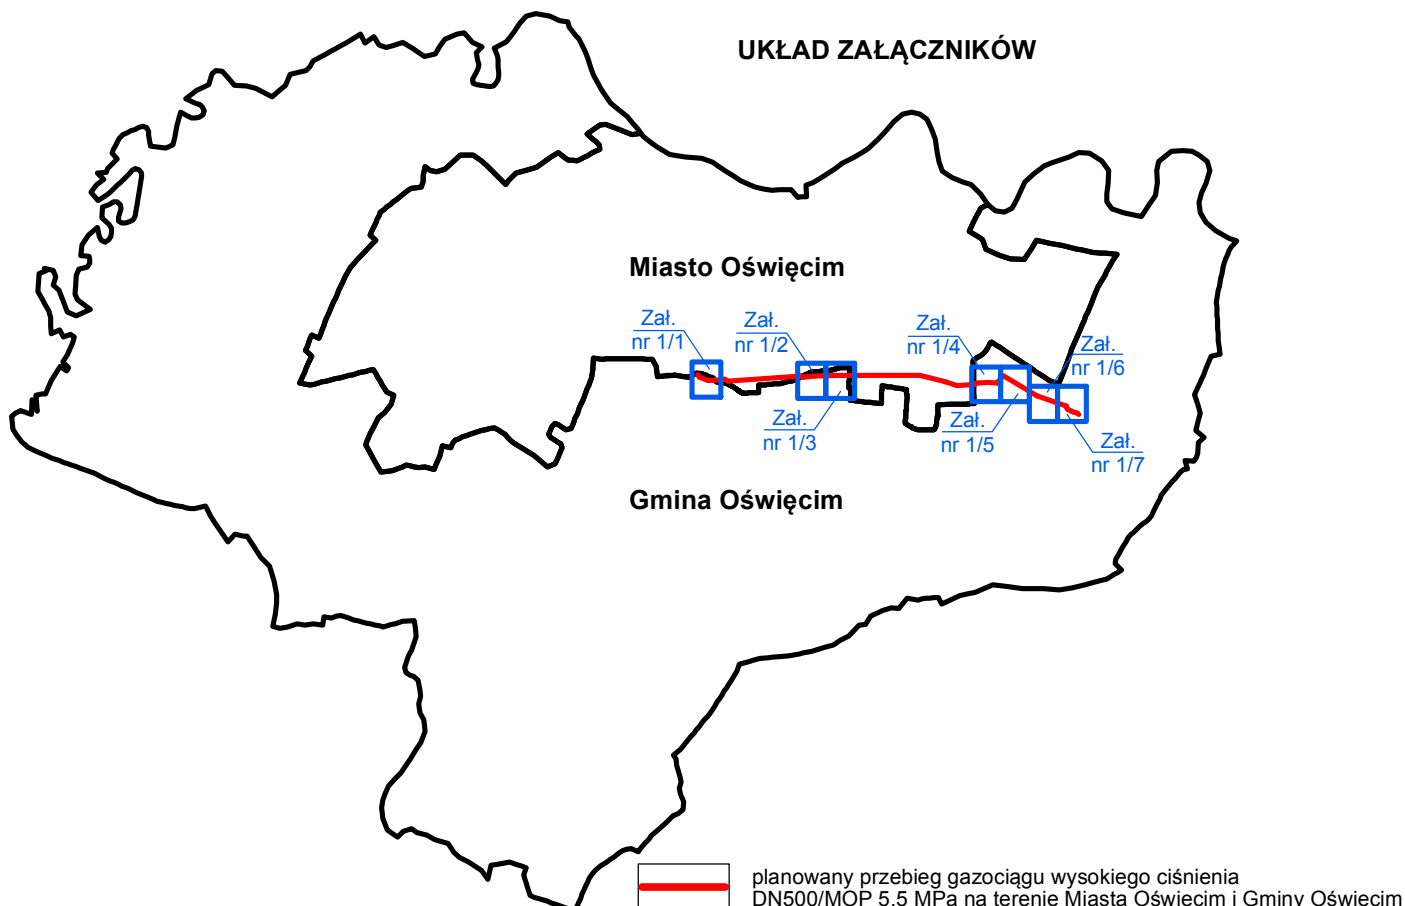 UKŁAD ZAŁĄCZNIKÓW
Miasto Oświęcim
Zał.
nr 1/1
Zał.
nr 1/2
Zał.
nr 1/3
Zał.
nr 1/4
Zał.
nr 1/5
Zał.
nr 1/6
Zał.
nr 1/7
Gmina Oświęcim
planowany przebieg gazociągu wysokiego ciśnienia
DN500/MOP 5,5 MPa na terenie Miasta Oświęcim i Gminy Oświęcim